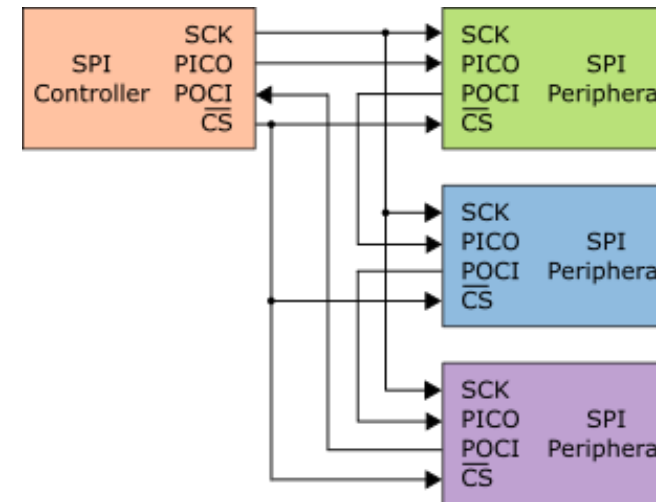 SPI
Controller
SCK
PICO
POCI
CS
SCK
PICO
POCI
CS
SPI
Periphera
SCK
PICO
POCI
CS
SPI
Periphera
SCK
PICO
POCI
CS
SPI
Periphera